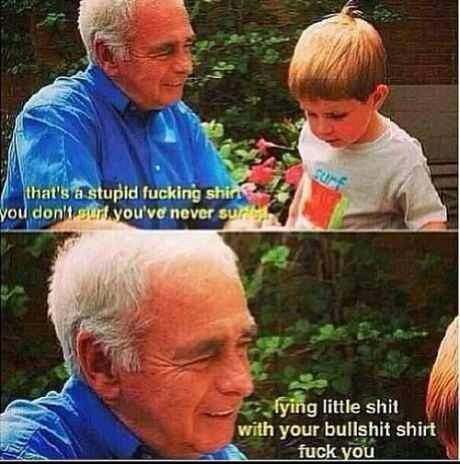 surf
that's a stupid fucking shirt
you don't surf you've never surfed
lying little shit
with your bullshit shirt
fuck you